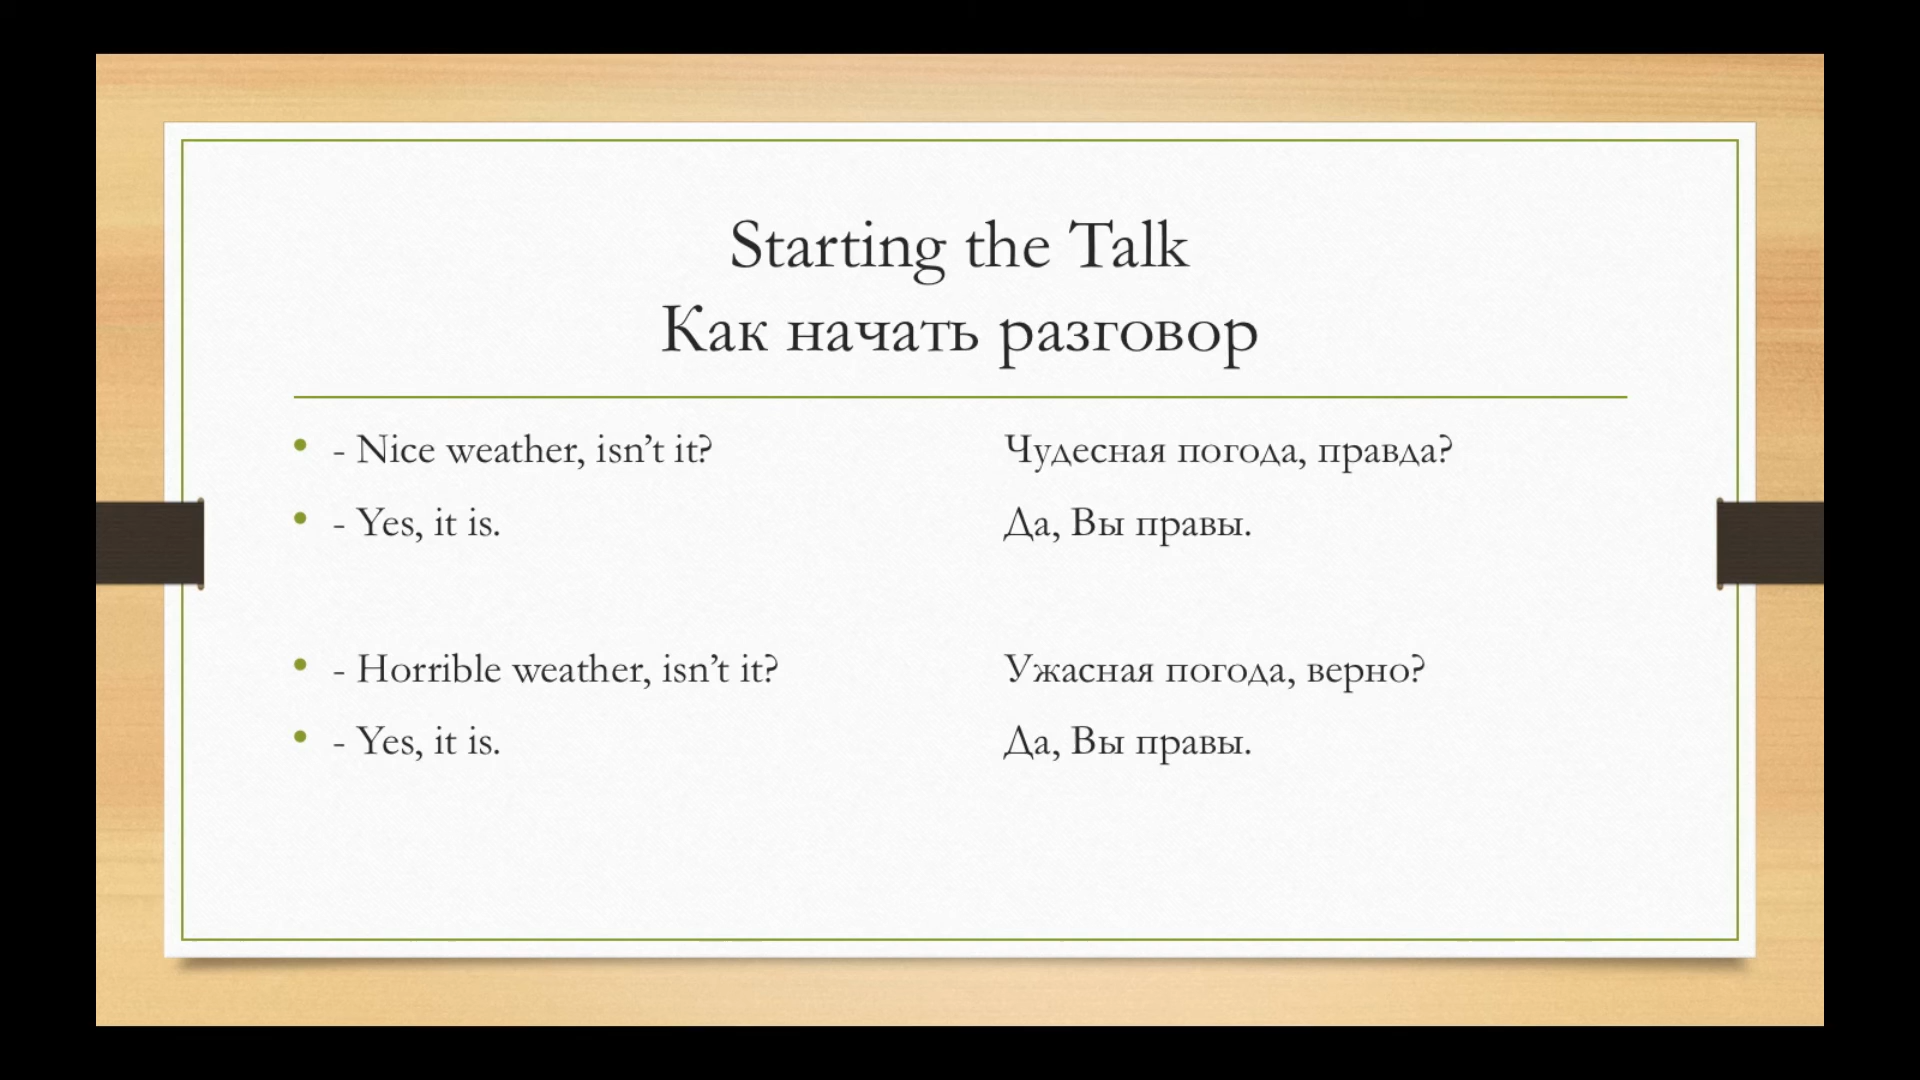 Starting the Talk
Как начать разговор
- Nice weather, isn’t it? Чудесная погода, правда?
- Yes, it is. Да, Вы правы.
- Horrible weather, isn’t it? Ужасная погода, верно?
- Yes, it is. Да, Вы правы.